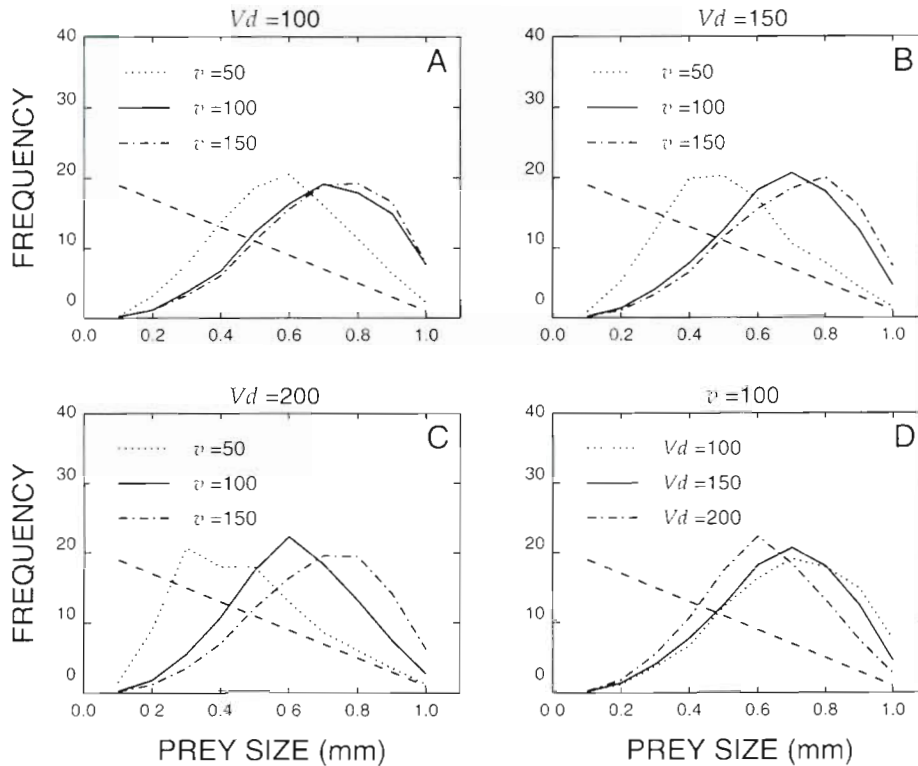 Vd =100
A
v =50
v =100
v =150
40
30
20
10
0
FREQUENCY
0.0 0.2 0.4 0.6 0.8 1.0
Vd =150
B
v =50
v =100
v =150
40
30
20
10
0
0.0 0.2 0.4 0.6 0.8 1.0
Vd =200
C
v =50
v =100
v =150
40
30
20
10
0
FREQUENCY
0.0 0.2 0.4 0.6 0.8 1.0
PREY SIZE (mm)
v =100
D
Vd =100
Vd =150
Vd =200
40
30
20
10
0
0.0 0.2 0.4 0.6 0.8 1.0
PREY SIZE (mm)